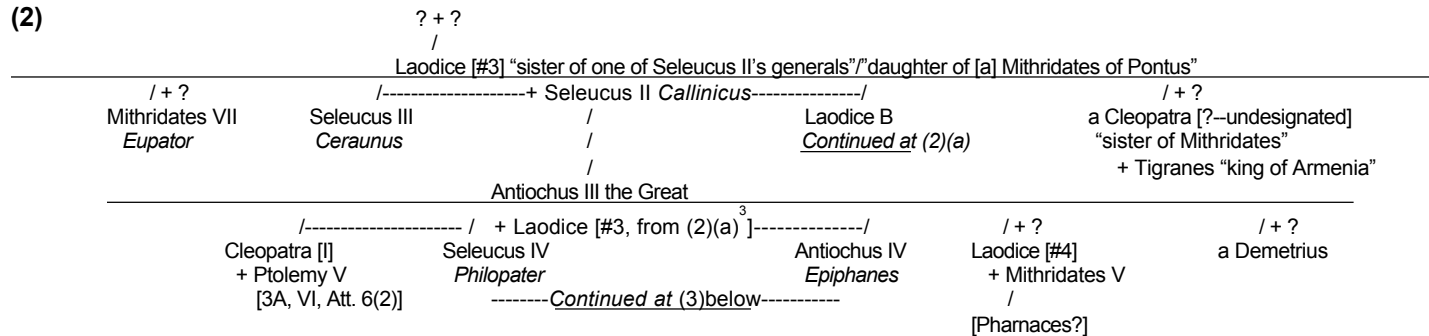 (2)
? + ?
/
Laodice [#3] “sister of one of Seleucus II's generals”/”daughter of [a] Mithridates of Pontus”
/ + ? /--------------------+ Seleucus II Callinicus---------------/ / + ?
Mithridates VII Seleucus III / Laodice B a Cleopatra [?--undesignated]
Eupator Ceraunus / Continued at (2)(a) “sister of Mithridates”
/ + Tigranes “king of Armenia”
Antiochus III the Great
/---------------------- / + Laodice [#3, from (2)(a)3]--------------/ / + ? / + ?
Cleopatra [I] Seleucus IV Antiochus IV Laodice [#4] a Demetrius
+ Ptolemy V Philopater Epiphanes + Mithridates V
[3A, VI, Att. 6(2)] --------Continued at (3)below----------- /
[Pharnaces?]